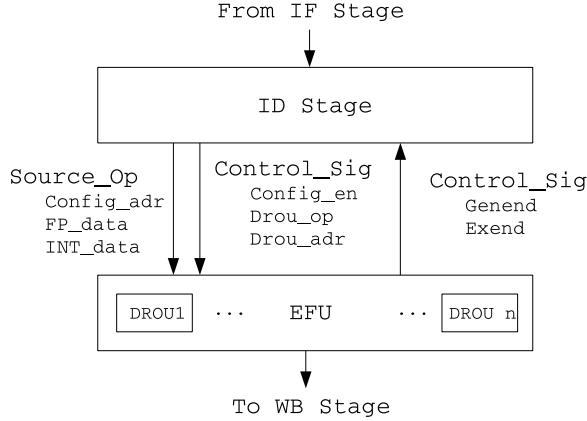 From IF Stage
ID Stage
Source_Op
Config_adr
FP_data
INT_data
Control_Sig
Config_en
Drou_op
Drou_adr
Control_Sig
Genend
Exend
DROU1 ... EFU ... DROU n
To WB Stage